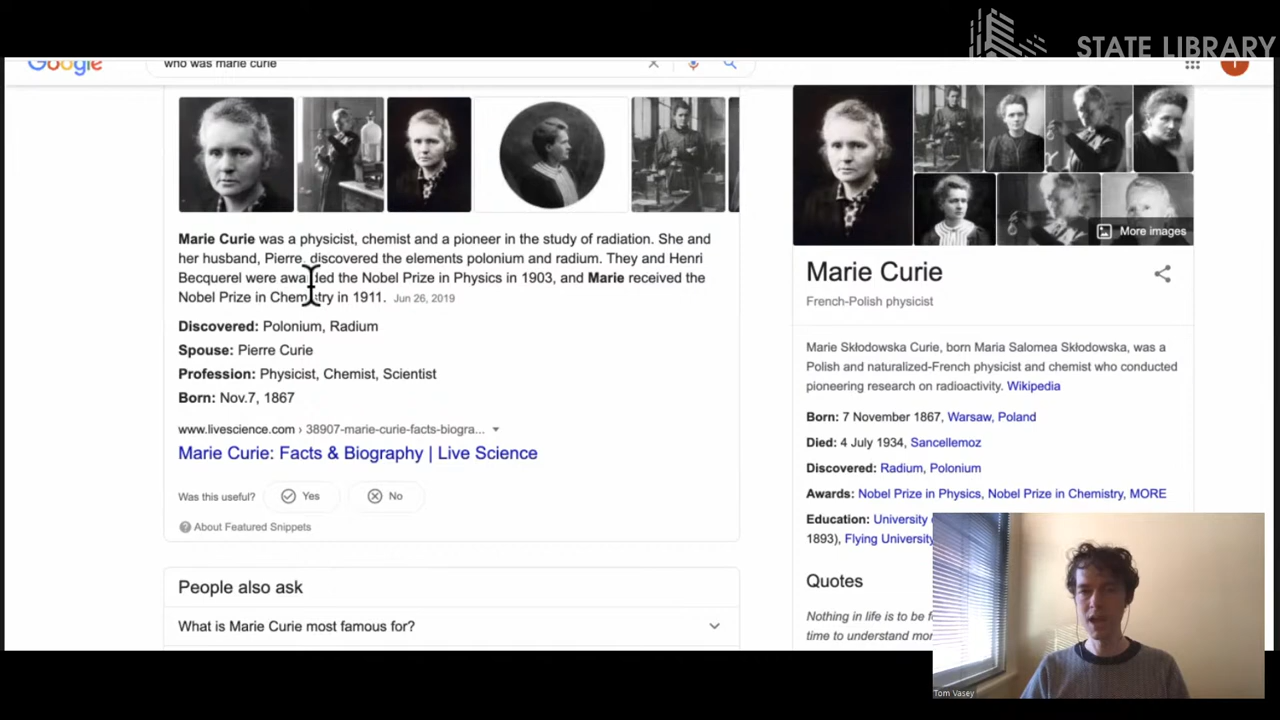 STATE LIBRARY
Google
who was marie curie
T
Marie Curie was a physicist, chemist and a pioneer in the study of radiation. She and
her husband, Pierre, discovered the elements polonium and radium. They and Henri
Becquerel were awarded the Nobel Prize in Physics in 1903, and Marie received the
Nobel Prize in Chemistry in 1911. Jun 26, 2019
Discovered: Polonium, Radium
Spouse: Pierre Curie
Profession: Physicist, Chemist, Scientist
Born: Nov.7, 1867
www.livescience.com › 38907-marie-curie-facts-biogra...
Marie Curie: Facts & Biography | Live Science
Was this useful? Yes No
About Featured Snippets
People also ask
What is Marie Curie most famous for?
More images
Marie Curie
French-Polish physicist
Marie Skłodowska Curie, born Maria Salomea Skłodowska, was a
Polish and naturalized-French physicist and chemist who conducted
pioneering research on radioactivity. Wikipedia
Born: 7 November 1867, Warsaw, Poland
Died: 4 July 1934, Sancellemoz
Discovered: Radium, Polonium
Awards: Nobel Prize in Physics, Nobel Prize in Chemistry, MORE
Education: University
1893), Flying University
Quotes
Nothing in life is to be
time to understand
Tom Vasey